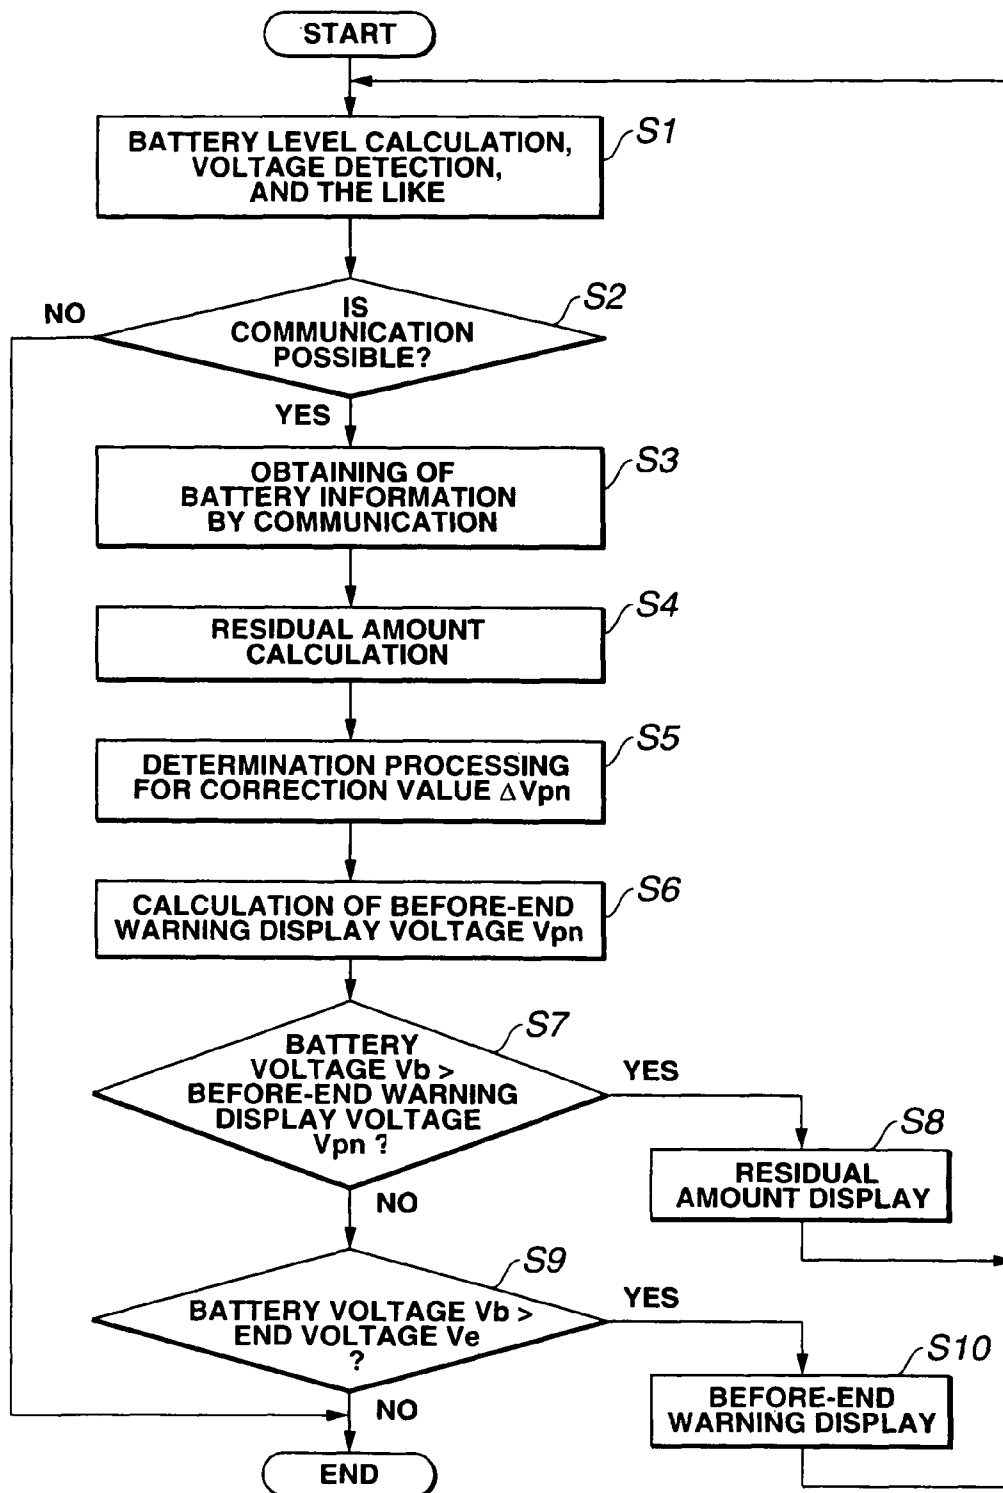 START
S1
BATTERY LEVEL CALCULATION,
VOLTAGE DETECTION,
AND THE LIKE
S2
NO
IS
COMMUNICATION
POSSIBLE?
YES
S3
OBTAINING OF
BATTERY INFORMATION
BY COMMUNICATION
S4
RESIDUAL AMOUNT
CALCULATION
S5
DETERMINATION PROCESSING
FOR CORRECTION VALUE ΔVpn
S6
CALCULATION OF BEFORE-END
WARNING DISPLAY VOLTAGE Vpn
S7
BATTERY
VOLTAGE Vb >
BEFORE-END WARNING
DISPLAY VOLTAGE
Vpn ?
YES
S8
RESIDUAL
AMOUNT DISPLAY
NO
S9
BATTERY VOLTAGE Vb >
END VOLTAGE Ve
?
YES
S10
BEFORE-END
WARNING DISPLAY
NO
END